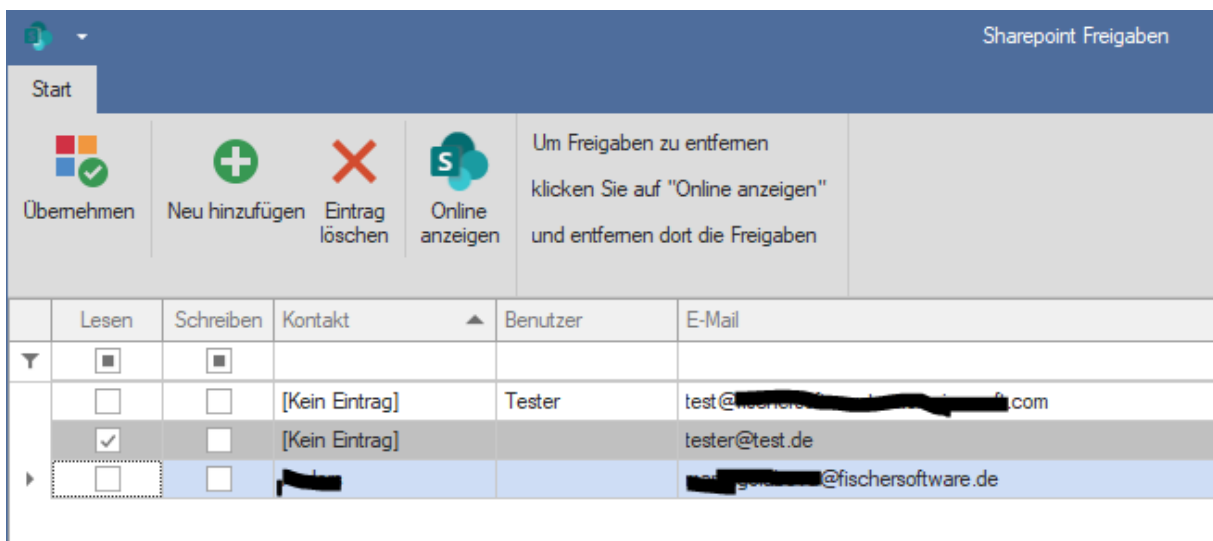 Sharepoint Freigaben
Start
Übernehmen
Neu hinzufügen
Eintrag löschen
Online anzeigen
Um Freigaben zu entfernen
klicken Sie auf "Online anzeigen"
und entfernen dort die Freigaben
Lesen Schreiben Kontakt Benutzer E-Mail
[Kein Eintrag] Tester test@ .com
[Kein Eintrag] tester@test.de
@fischersoftware.de